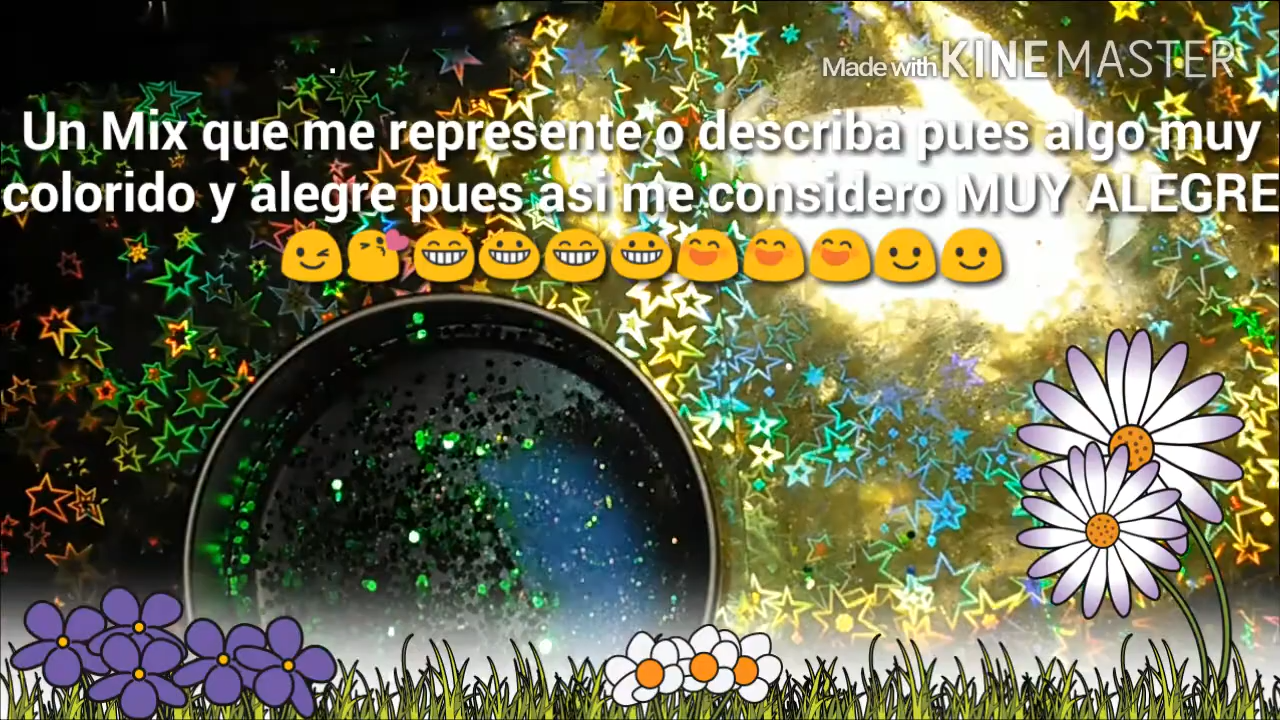 Made with KINEMASTER
Un Mix que me represente o describa pues algo muy
colorido y alegre pues asi me considero MUY ALEGRE
😉😘😁😁😁😁😄😄😄🙂🙂